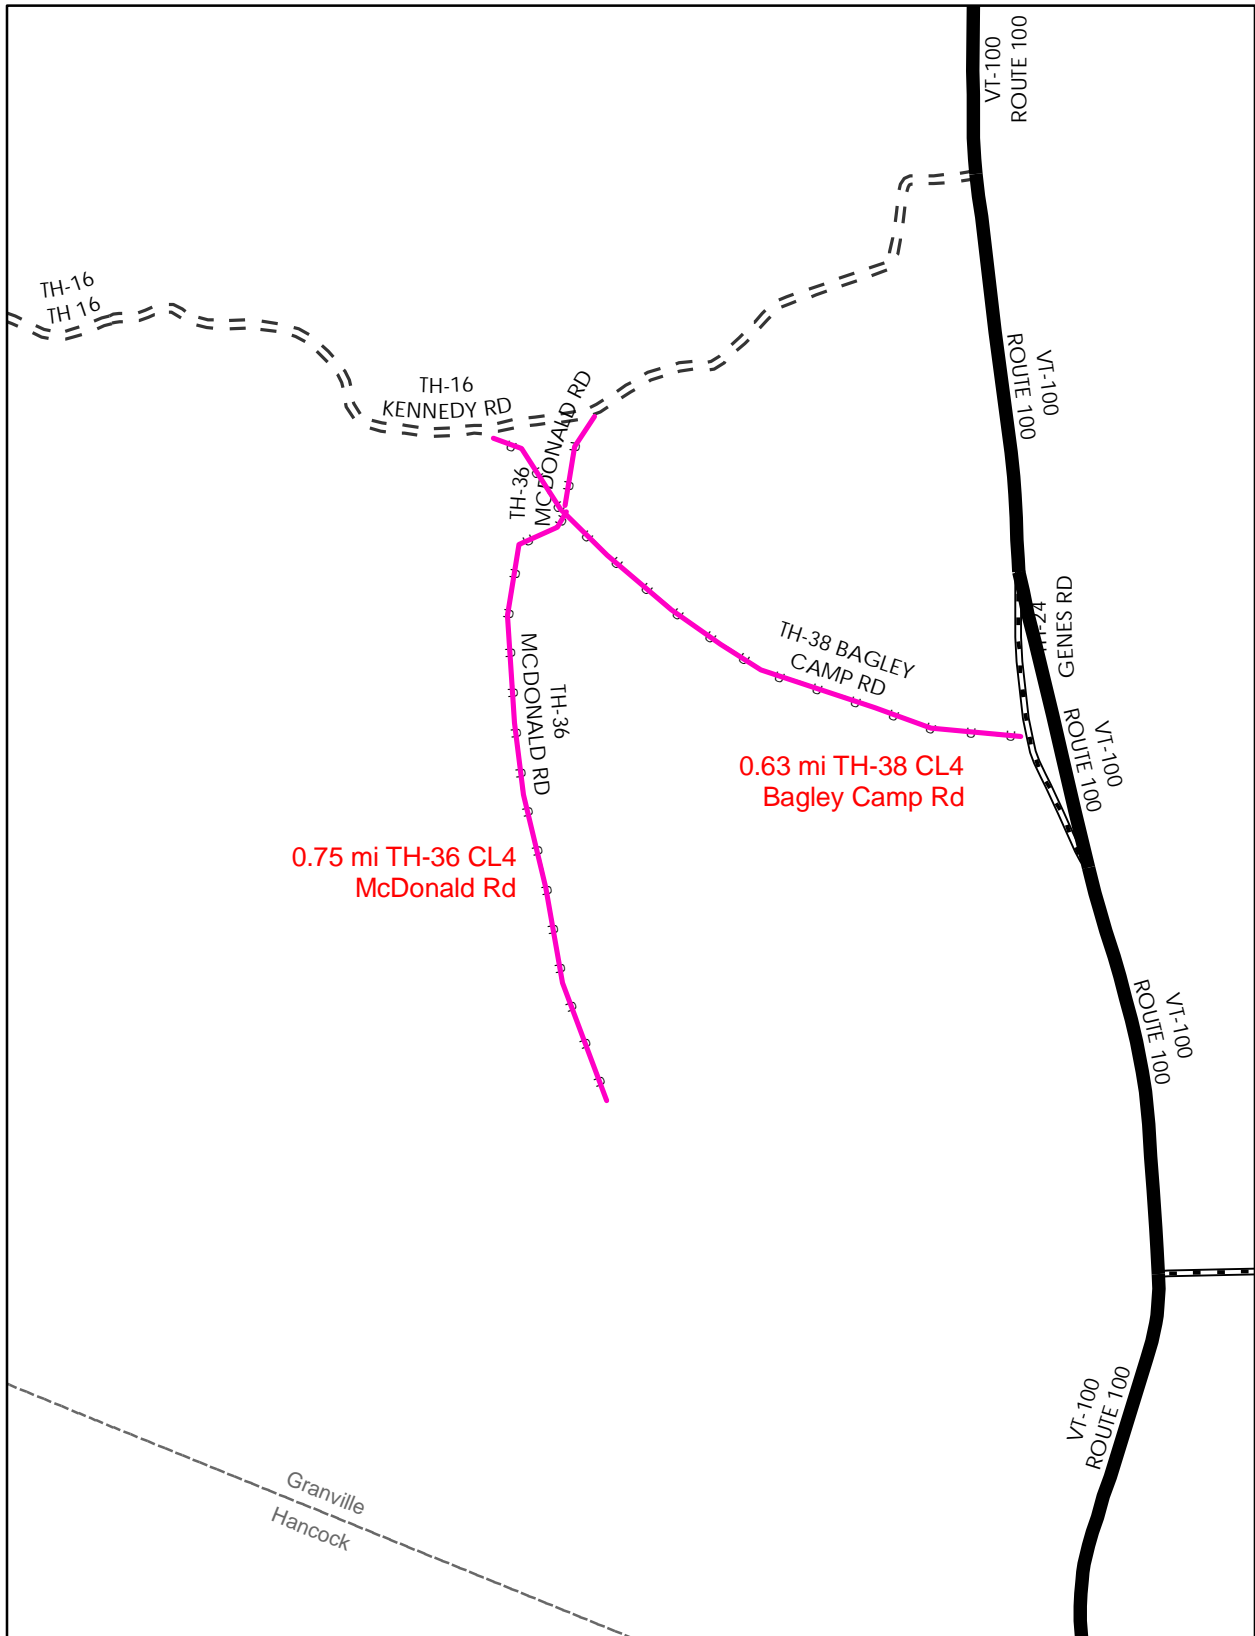 VT-100
ROUTE 100
TH-16
TH 16
TH-16
KENNEDY RD
TH-36
MCDONALD RD
VT-100
ROUTE 100
TH-24
GENES RD
TH-38 BAGLEY
CAMP RD
TH-36
MCDONALD RD
VT-100
ROUTE 100
0.63 mi TH-38 CL4
Bagley Camp Rd
0.75 mi TH-36 CL4
McDonald Rd
VT-100
ROUTE 100
VT-100
ROUTE 100
Granville
Hancock